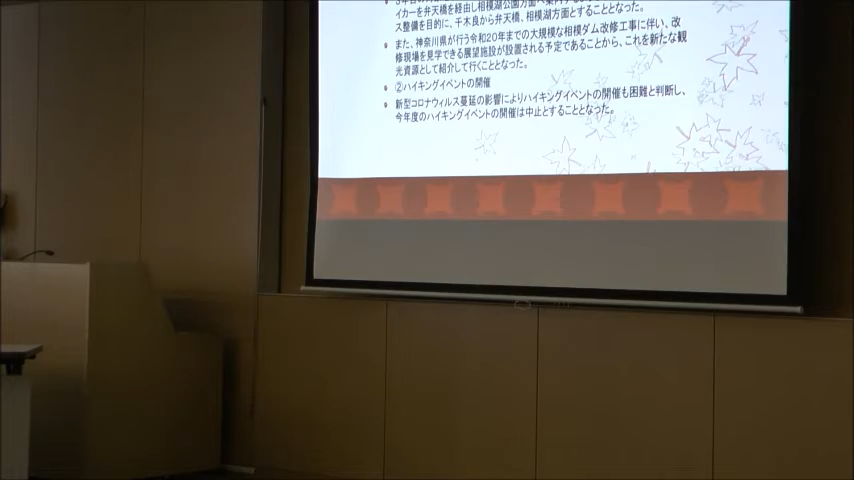 イカーを弁天橋を経由し相模湖公園方面へ案内する
ス整備を目的に、千木良から弁天橋、相模湖方面とすることとなった。
また、神奈川県が行う令和20年までの大規模な相模ダム改修工事に伴い、改
修現場を見学できる展望施設が設置される予定であることから、これを新たな観
光資源として紹介して行くこととなった。
②ハイキングイベントの開催
新型コロナウィルス蔓延の影響によりハイキングイベントの開催も困難と判断し、
今年度のハイキングイベントの開催は中止とすることとなった。